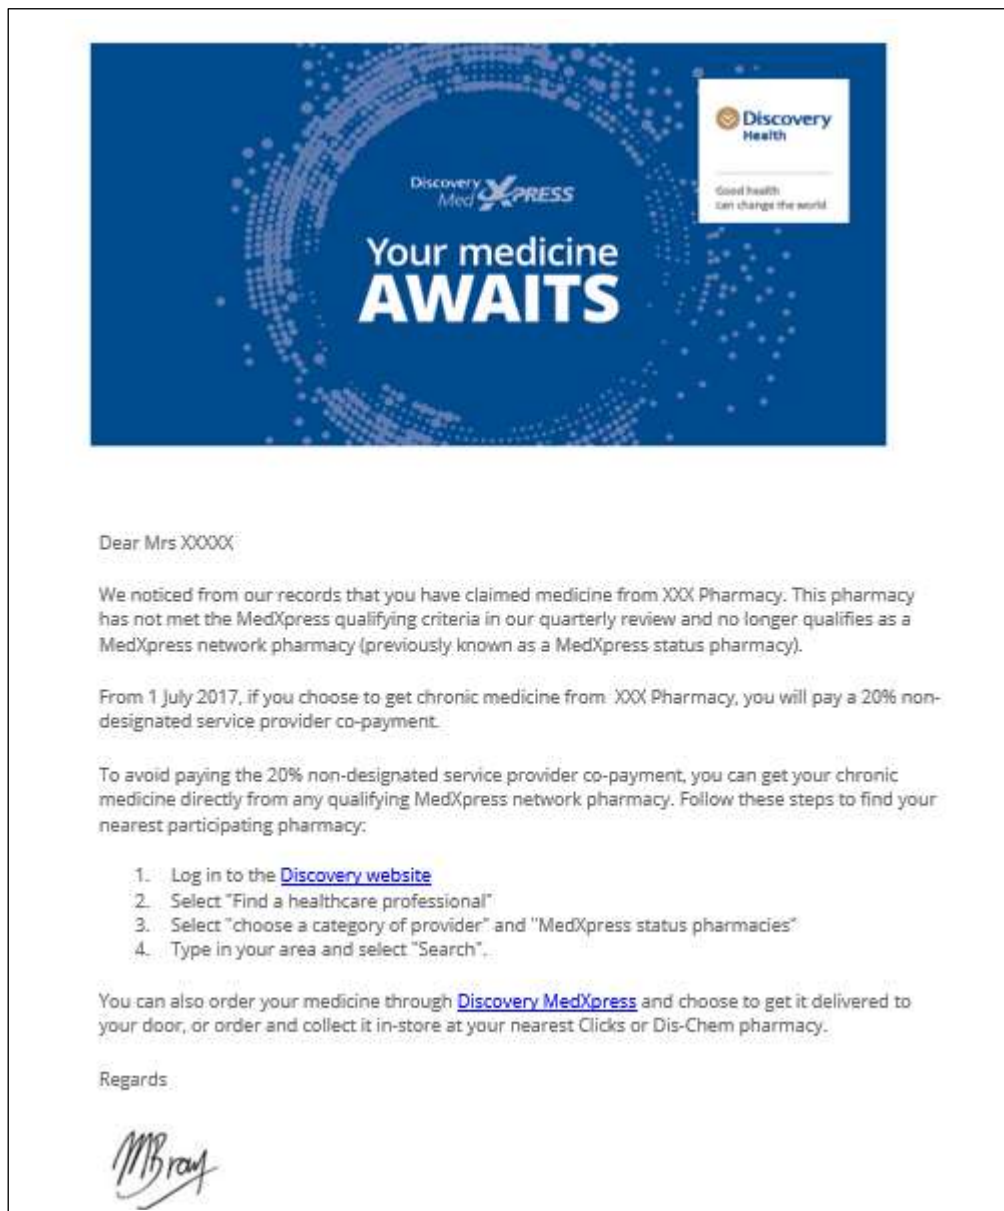 Discovery
Health
Good health
can change the world
Discovery
Med XPRESS
Your medicine
AWAITS
Dear Mrs XXXXX
We noticed from our records that you have claimed medicine from XXX Pharmacy. This pharmacy
has not met the MedXpress qualifying criteria in our quarterly review and no longer qualifies as a
MedXpress network pharmacy (previously known as a MedXpress status pharmacy).
From 1 July 2017, if you choose to get chronic medicine from XXX Pharmacy, you will pay a 20% non-
designated service provider co-payment.
To avoid paying the 20% non-designated service provider co-payment, you can get your chronic
medicine directly from any qualifying MedXpress network pharmacy. Follow these steps to find your
nearest participating pharmacy:
1. Log in to the Discovery website
2. Select "Find a healthcare professional"
3. Select "choose a category of provider" and "MedXpress status pharmacies"
4. Type in your area and select "Search".
You can also order your medicine through Discovery MedXpress and choose to get it delivered to
your door, or order and collect it in-store at your nearest Clicks or Dis-Chem pharmacy.
Regards
MBray